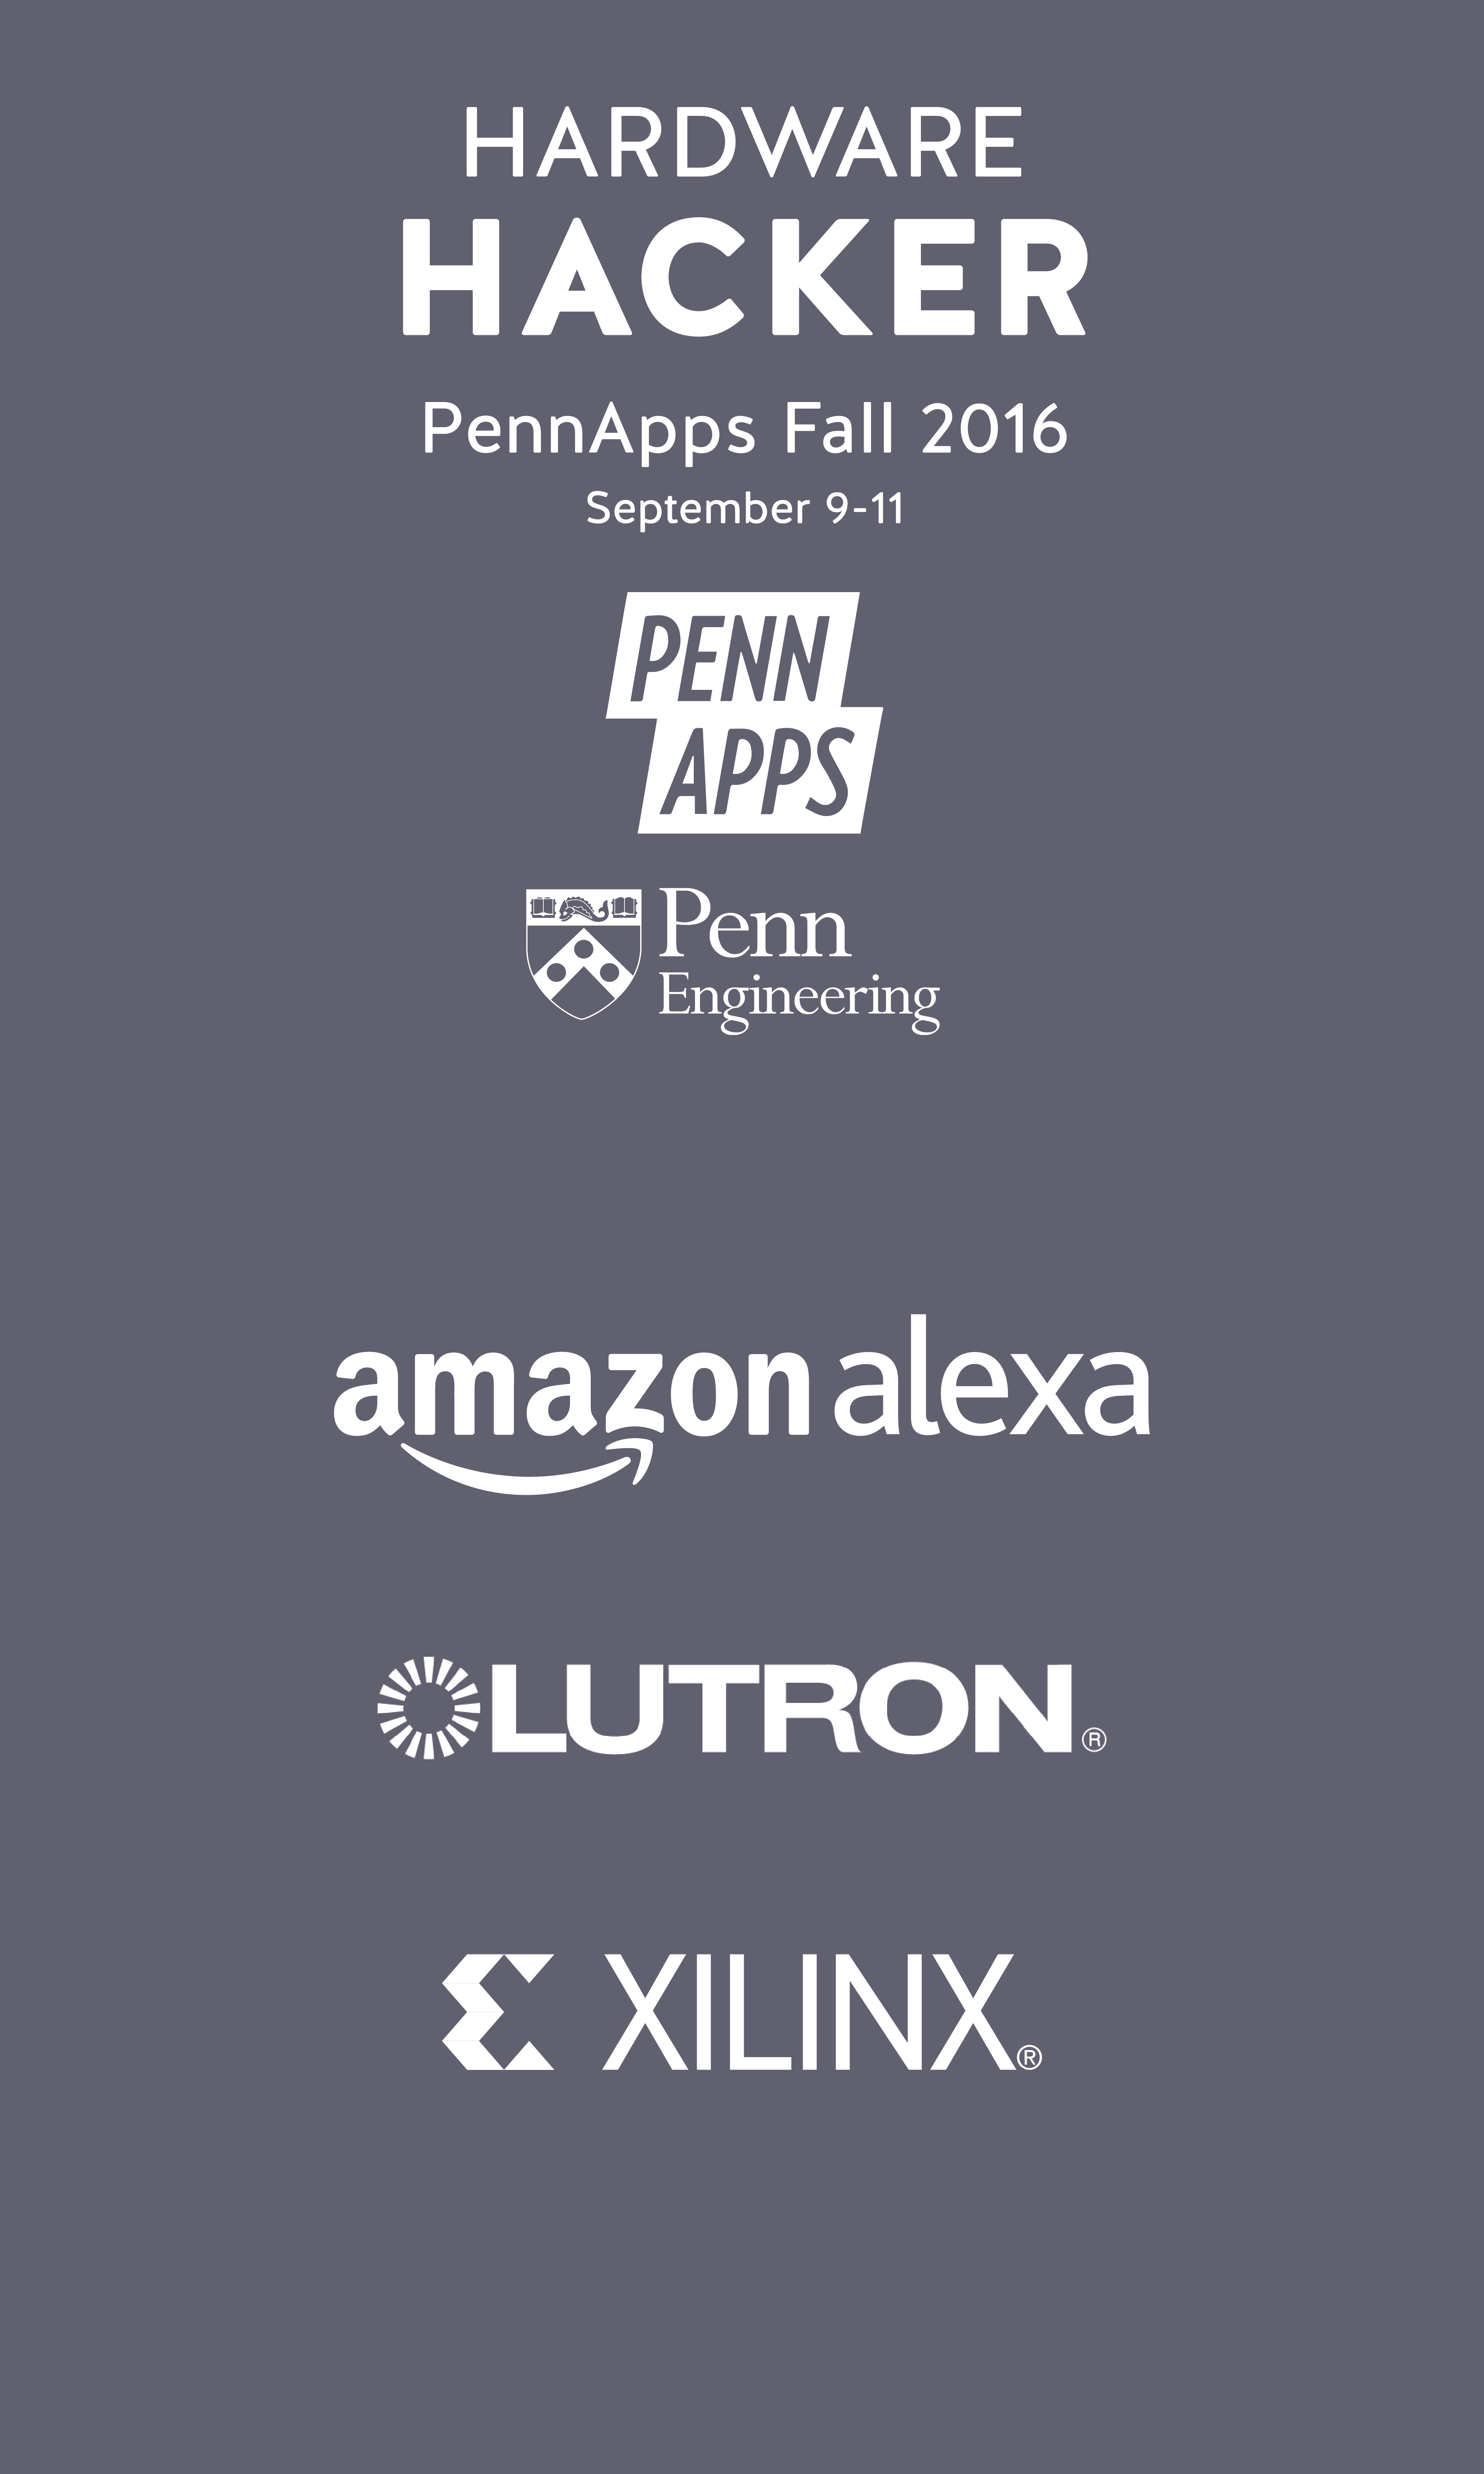 HARDWARE
HACKER
PennApps Fall 2016
September 9-11
PENN
APPS
Penn
Engineering
amazon alexa
LUTRON®
XILINX®